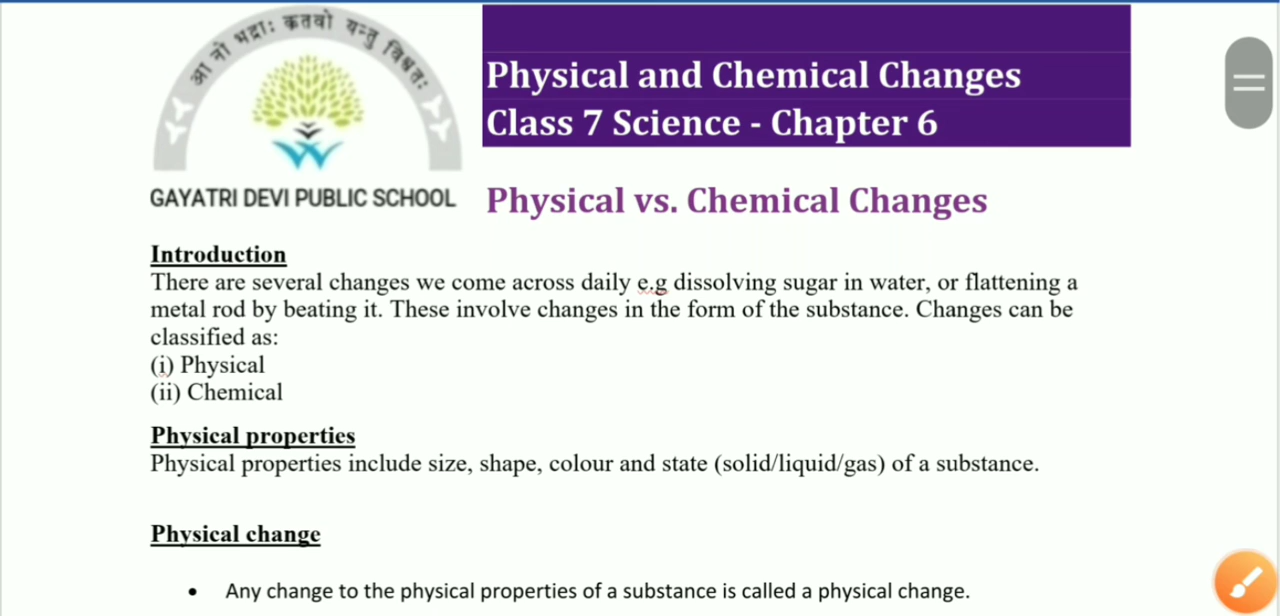 आ नो भद्राः क्रतवो यन्तु विश्वतः
GAYATRI DEVI PUBLIC SCHOOL
Physical and Chemical Changes
Class 7 Science - Chapter 6
Physical vs. Chemical Changes
Introduction
There are several changes we come across daily e.g dissolving sugar in water, or flattening a
metal rod by beating it. These involve changes in the form of the substance. Changes can be
classified as:
(i) Physical
(ii) Chemical
Physical properties
Physical properties include size, shape, colour and state (solid/liquid/gas) of a substance.
Physical change
• Any change to the physical properties of a substance is called a physical change.